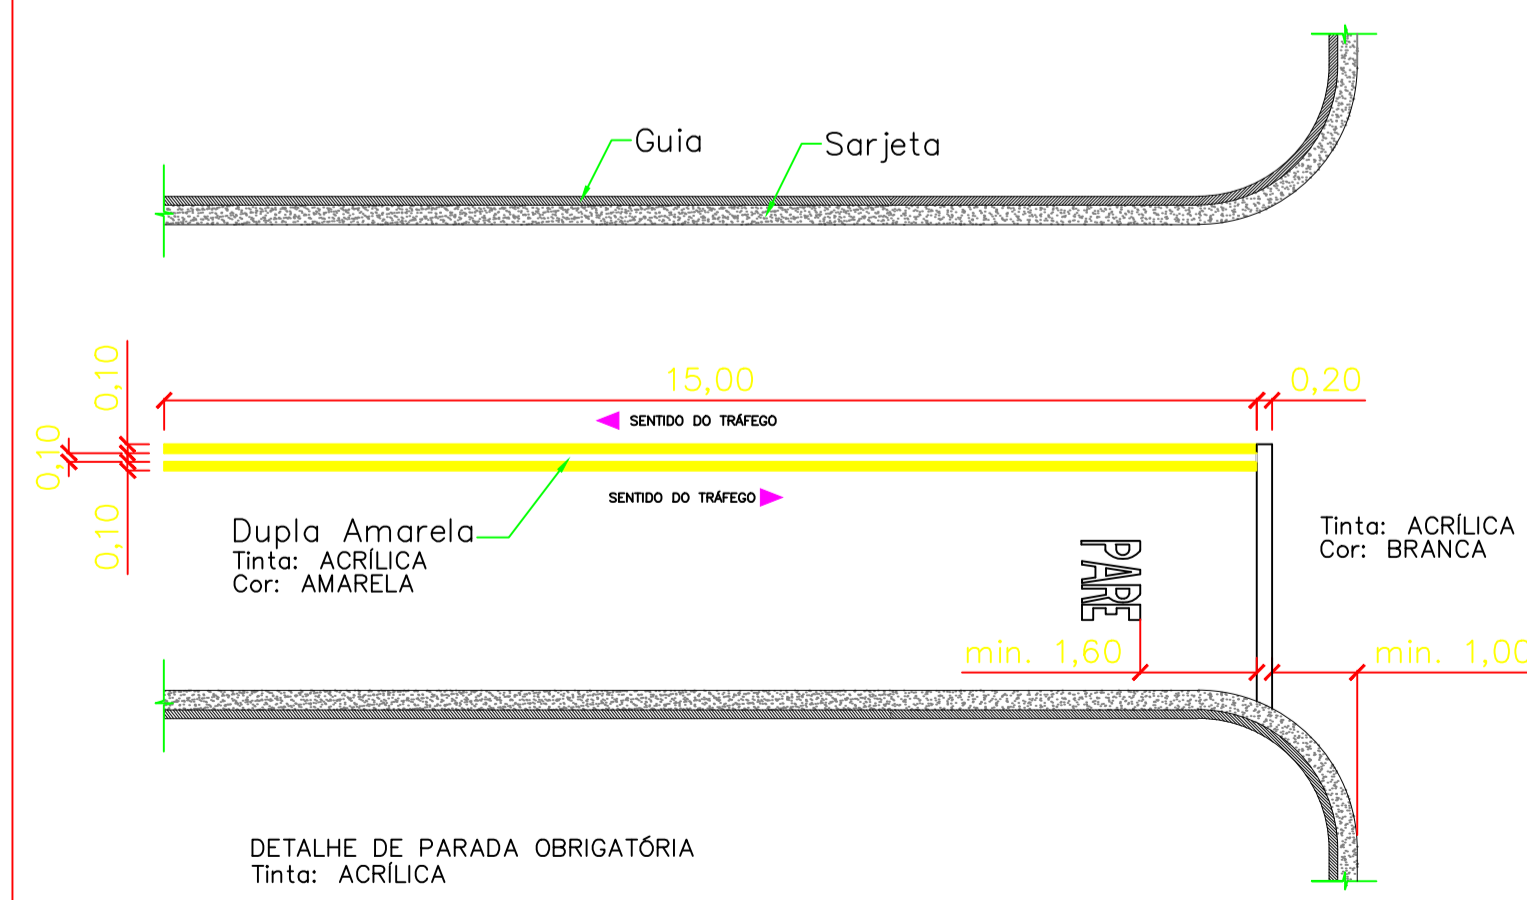 Guia
Sarjeta
0,10
15,00
0,20
SENTIDO DO TRÁFEGO
0,10
SENTIDO DO TRÁFEGO
0,10
Dupla Amarela
Tinta: ACRÍLICA
Cor: AMARELA
Tinta: ACRÍLICA
Cor: BRANCA
PARE
min. 1,60
min. 1,00
DETALHE DE PARADA OBRIGATÓRIA
Tinta: ACRÍLICA